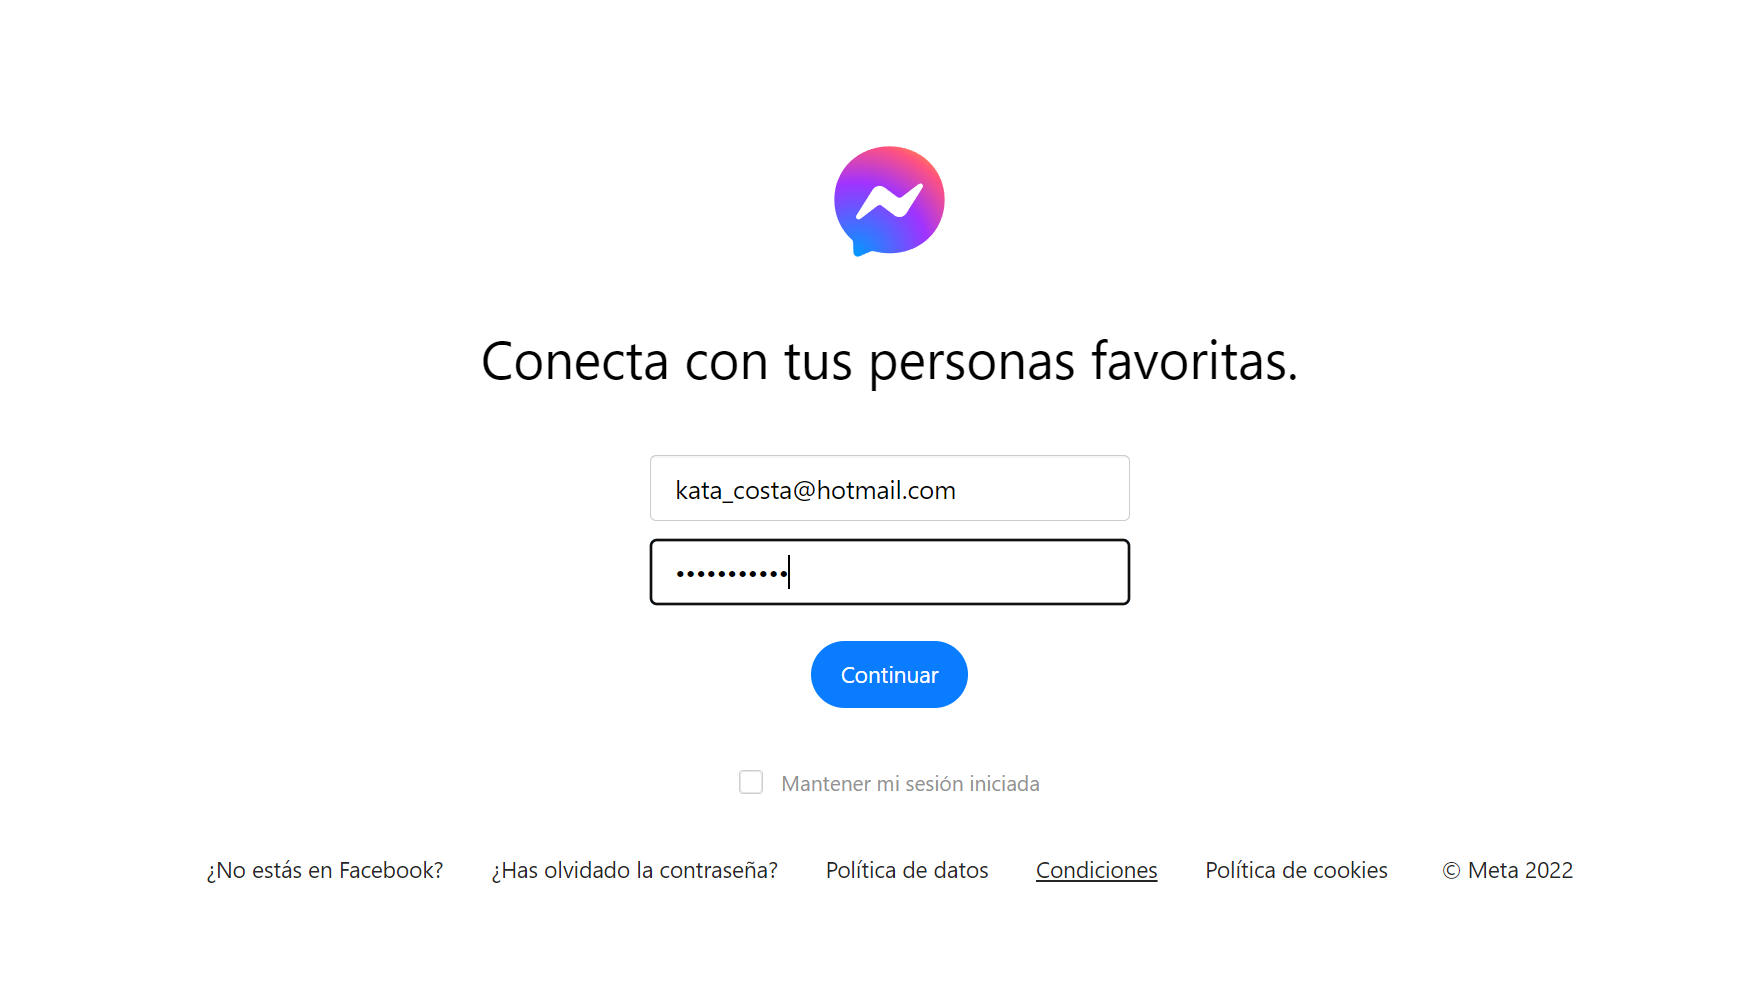 Conecta con tus personas favoritas.
kata_costa@hotmail.com
•••••••••••
Continuar
Mantener mi sesión iniciada
¿No estás en Facebook? ¿Has olvidado la contraseña? Política de datos Condiciones Política de cookies © Meta 2022